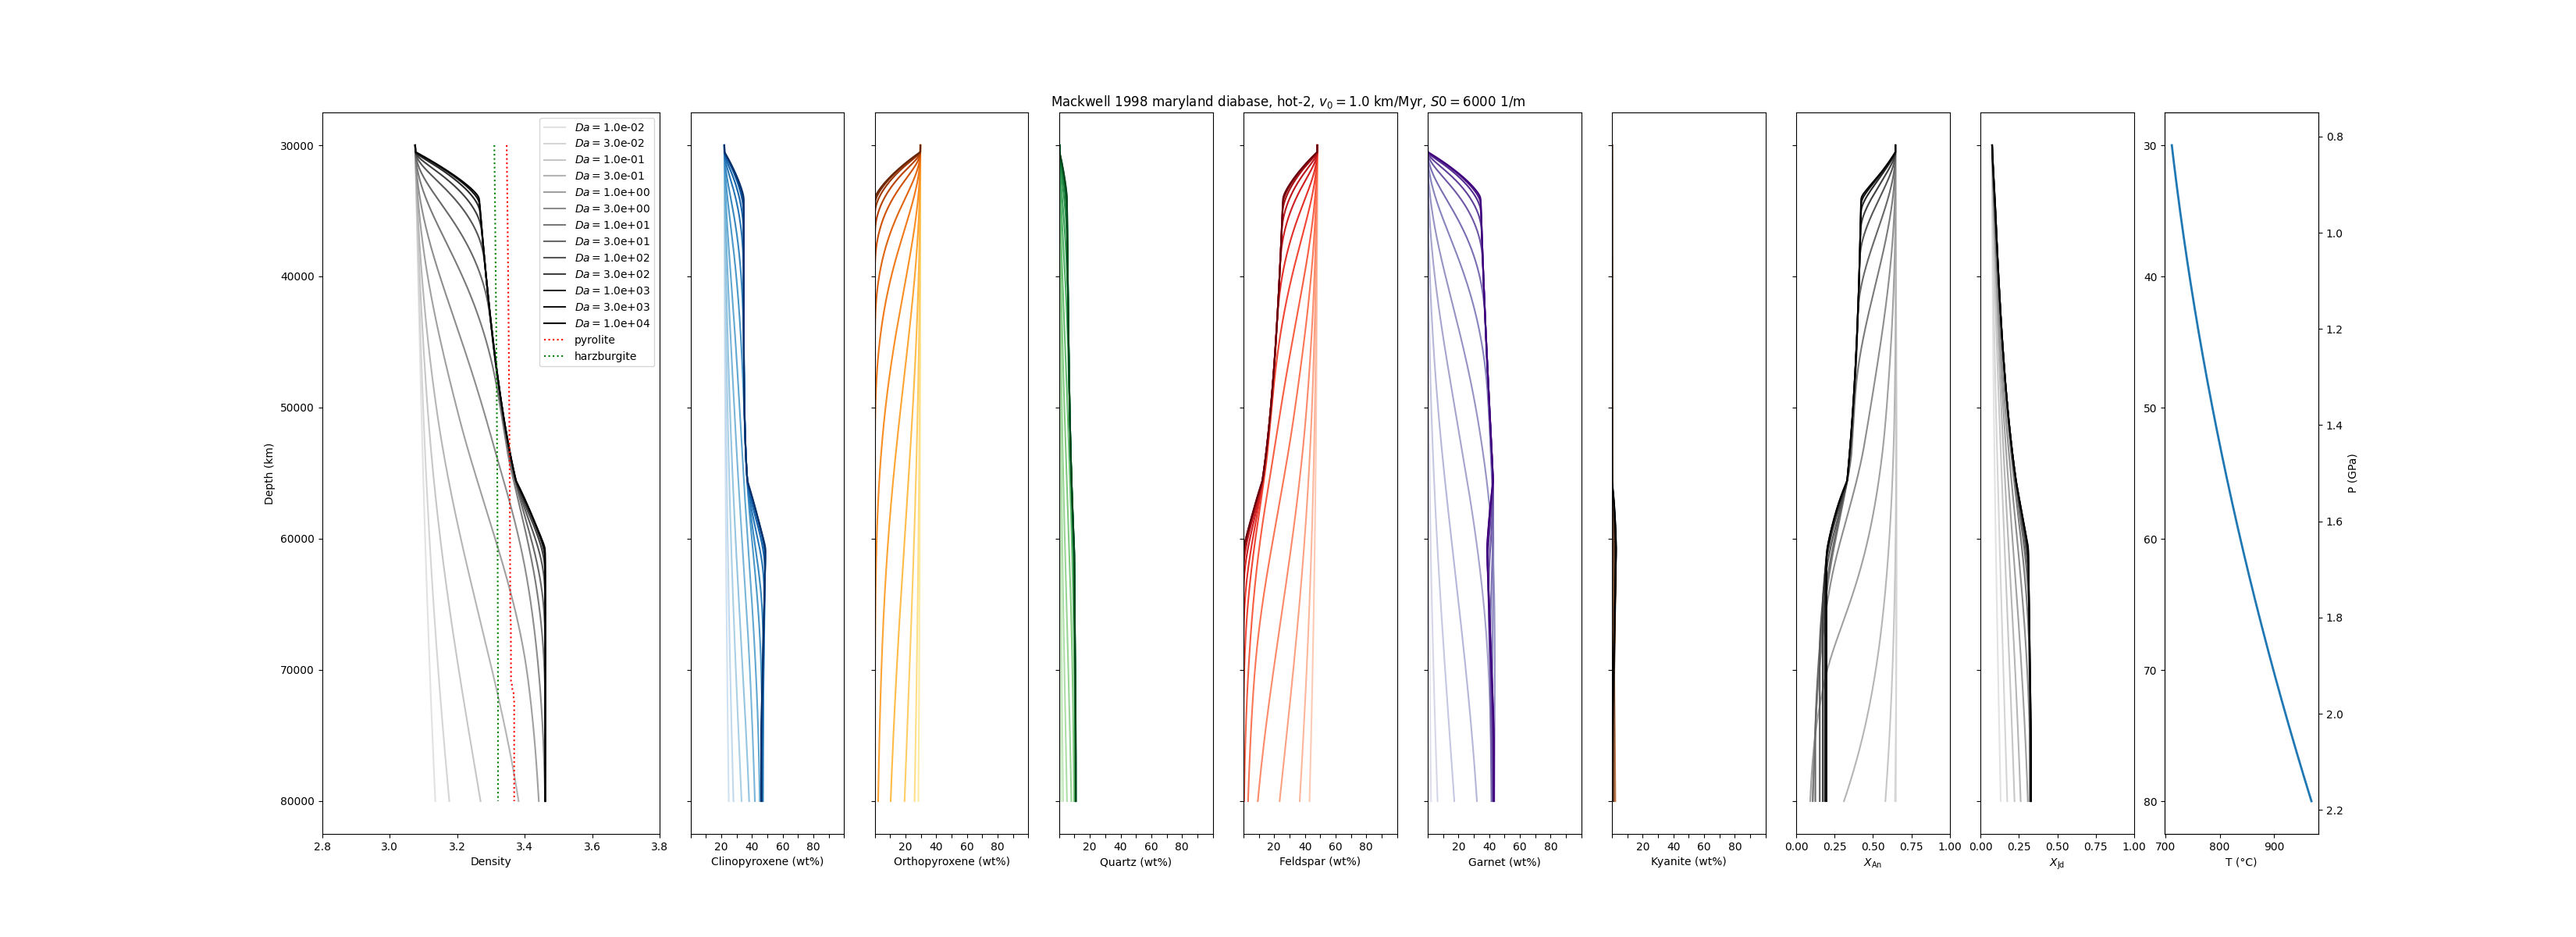 Mackwell 1998 maryland diabase, hot-2, v₀ = 1.0 km/Myr, S0 = 6000 1/m
Da = 1.0e-02
Da = 3.0e-02
Da = 1.0e-01
Da = 3.0e-01
Da = 1.0e+00
Da = 3.0e+00
Da = 1.0e+01
Da = 3.0e+01
Da = 1.0e+02
Da = 3.0e+02
Da = 1.0e+03
Da = 3.0e+03
Da = 1.0e+04
pyrolite
harzburgite
Depth (km)
30000
40000
50000
60000
70000
80000
2.8 3.0 3.2 3.4 3.6 3.8
Density
20 40 60 80
Clinopyroxene (wt%)
20 40 60 80
Orthopyroxene (wt%)
20 40 60 80
Quartz (wt%)
20 40 60 80
Feldspar (wt%)
20 40 60 80
Garnet (wt%)
20 40 60 80
Kyanite (wt%)
0.00 0.25 0.50 0.75 1.00
X_An
0.00 0.25 0.50 0.75 1.00
X_Jd
30
40
50
60
70
80
700 800 900
T (°C)
0.8
1.0
1.2
1.4
1.6
1.8
2.0
2.2
P (GPa)